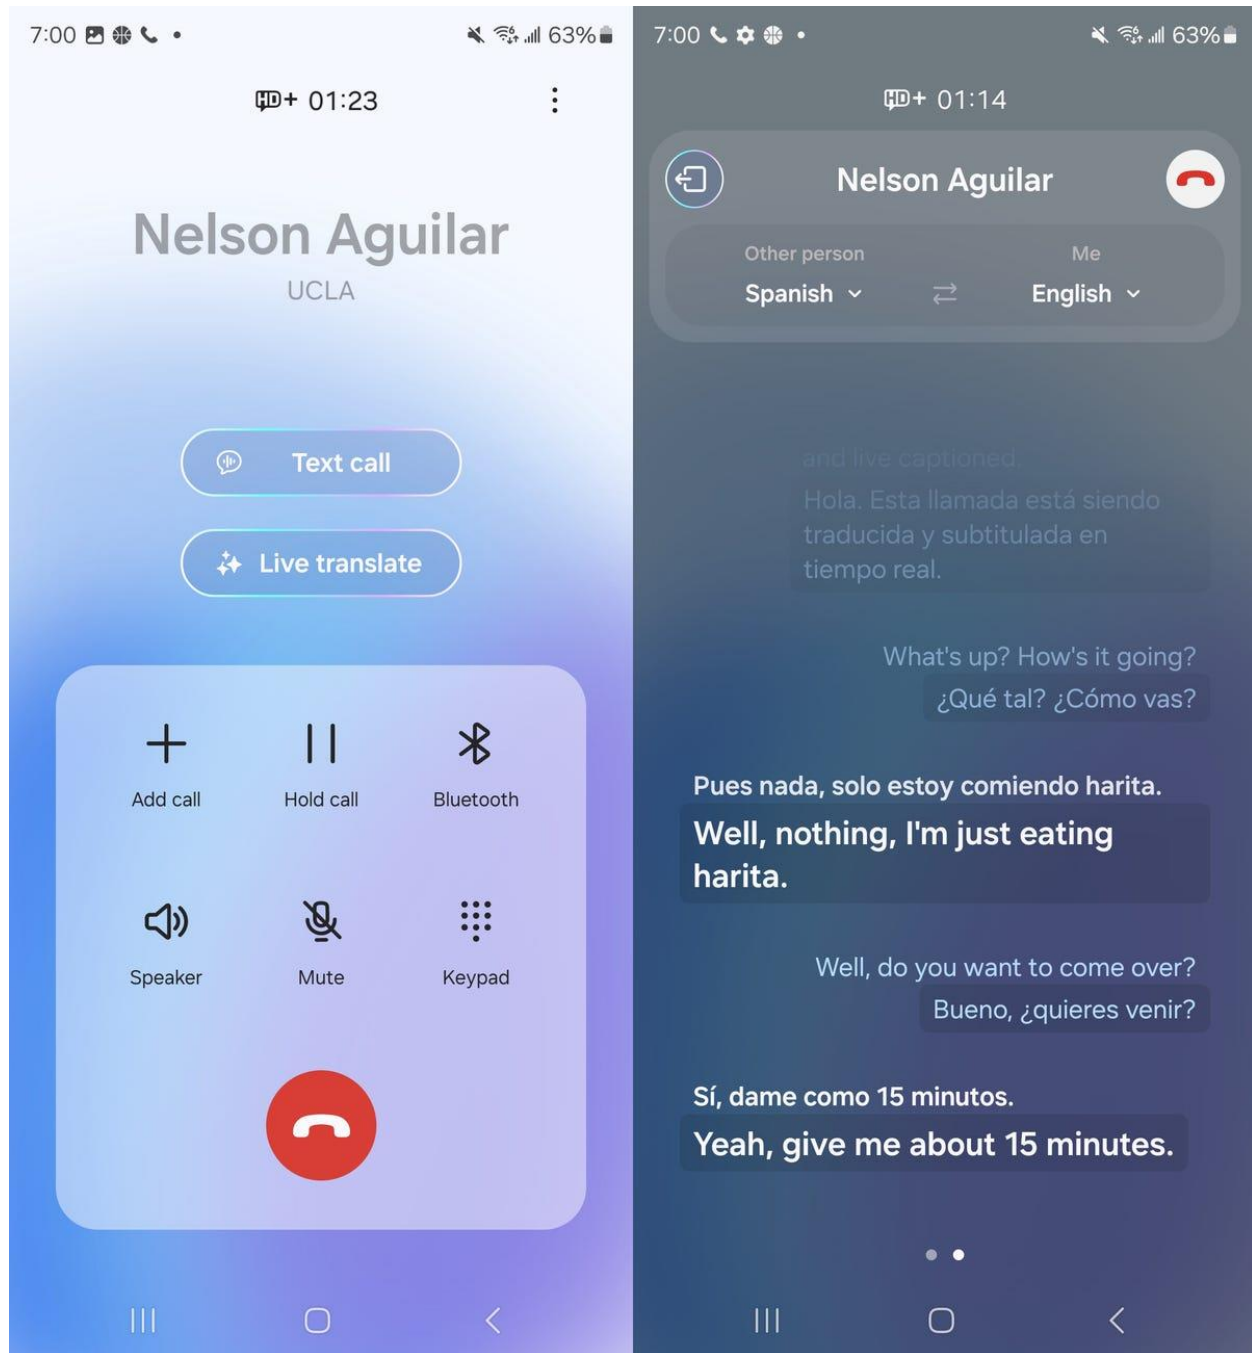 7:00
63%
HD+ 01:23
Nelson Aguilar
UCLA
Text call
Live translate
Add call
Hold call
Bluetooth
Speaker
Mute
Keypad
7:00
63%
HD+ 01:14
Nelson Aguilar
Other person
Me
Spanish
English
and live captioned.
Hola. Esta llamada está siendo
traducida y subtitulada en
tiempo real.
What's up? How's it going?
¿Qué tal? ¿Cómo vas?
Pues nada, solo estoy comiendo harita.
Well, nothing, I'm just eating
harita.
Well, do you want to come over?
Bueno, ¿quieres venir?
Sí, dame como 15 minutos.
Yeah, give me about 15 minutes.